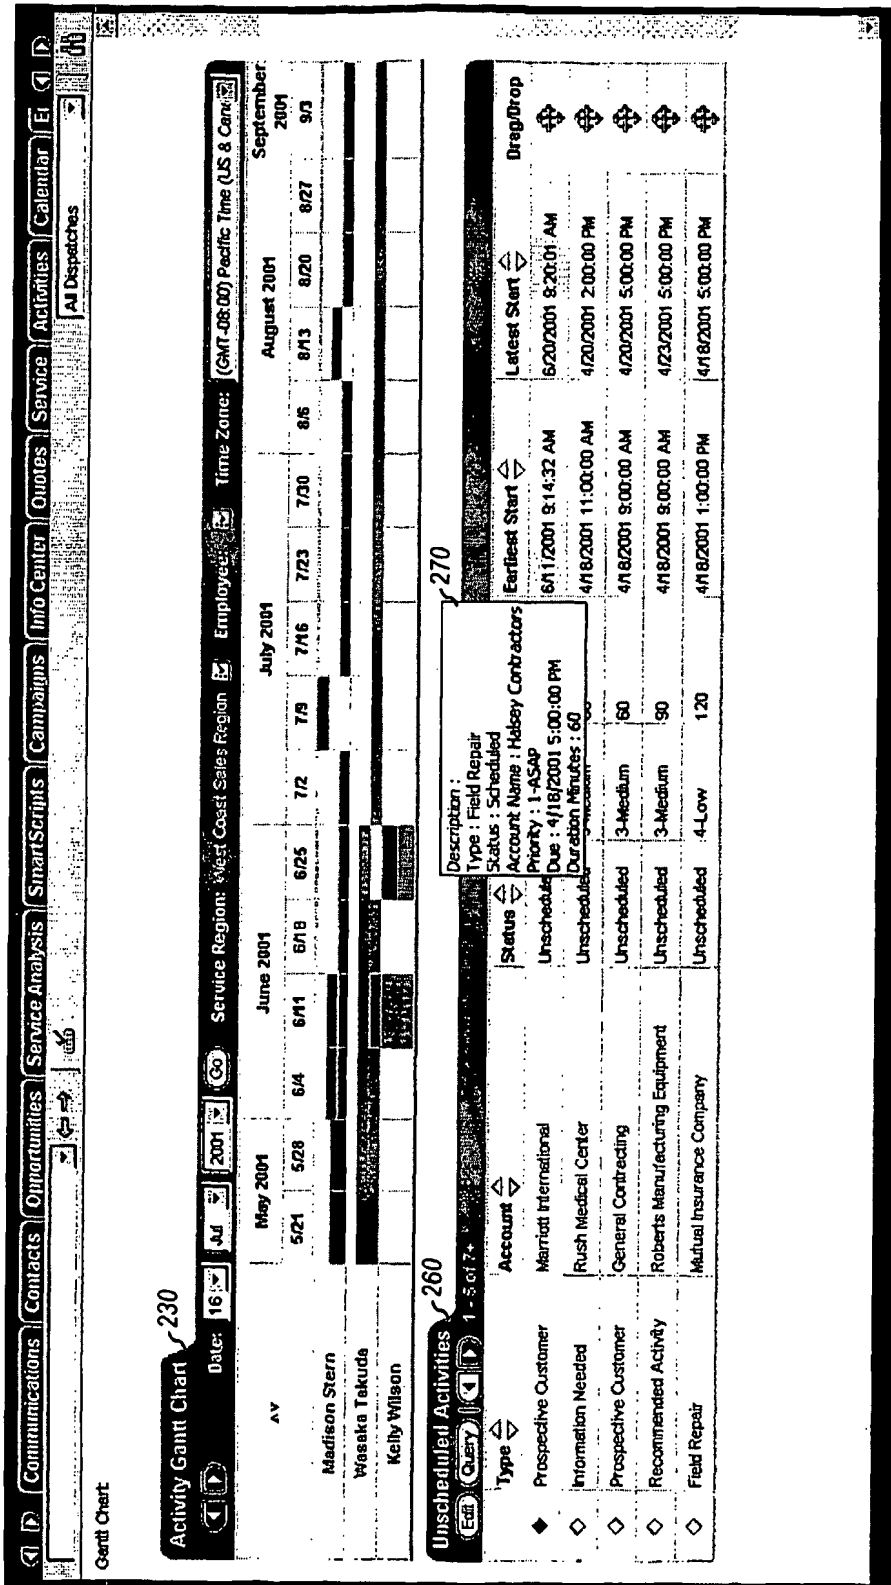 Communications Contacts Opportunities Service Analysis SmartScripts Campaigns Info Center Quotes Service Activities Calendar
All Dispatches
Gantt Chart:
Activity Gantt Chart 230
Date: 16 Jul 2001 Go Service Region: West Coast Sales Region Employee: Time Zone: (GMT-08:00) Pacific Time (US &
May 2001 June 2001 July 2001 August 2001 September 2001
5/21 5/28 6/4 6/11 6/18 6/25 7/2 7/9 7/16 7/23 7/30 8/6 8/13 8/20 8/27 9/3
Madison Stern
Wasaka Takuda
Kelly Wilson
Unscheduled Activities 260
Edit Query 1 - 5 of 7+
270
Description :
Type : Field Repair
Status : Scheduled
Account Name : Halsey Contractors
Priority : 1-ASAP
Due : 4/18/2001 5:00:00 PM
Duration Minutes : 60
Type Account Status Earliest Start Latest Start Drag/Drop
Prospective Customer Marriott International Unscheduled 6/11/2001 9:14:32 AM 6/20/2001 9:20:01 AM
Information Needed Rush Medical Center Unscheduled 4/18/2001 11:00:00 AM 4/20/2001 2:00:00 PM
Prospective Customer General Contracting Unscheduled 3-Medium 60 4/18/2001 9:00:00 AM 4/20/2001 5:00:00 PM
Recommended Activity Roberts Manufacturing Equipment Unscheduled 3-Medium 90 4/18/2001 9:00:00 AM 4/23/2001 5:00:00 PM
Field Repair Mutual Insurance Company Unscheduled 4-Low 120 4/18/2001 1:00:00 PM 4/18/2001 5:00:00 PM